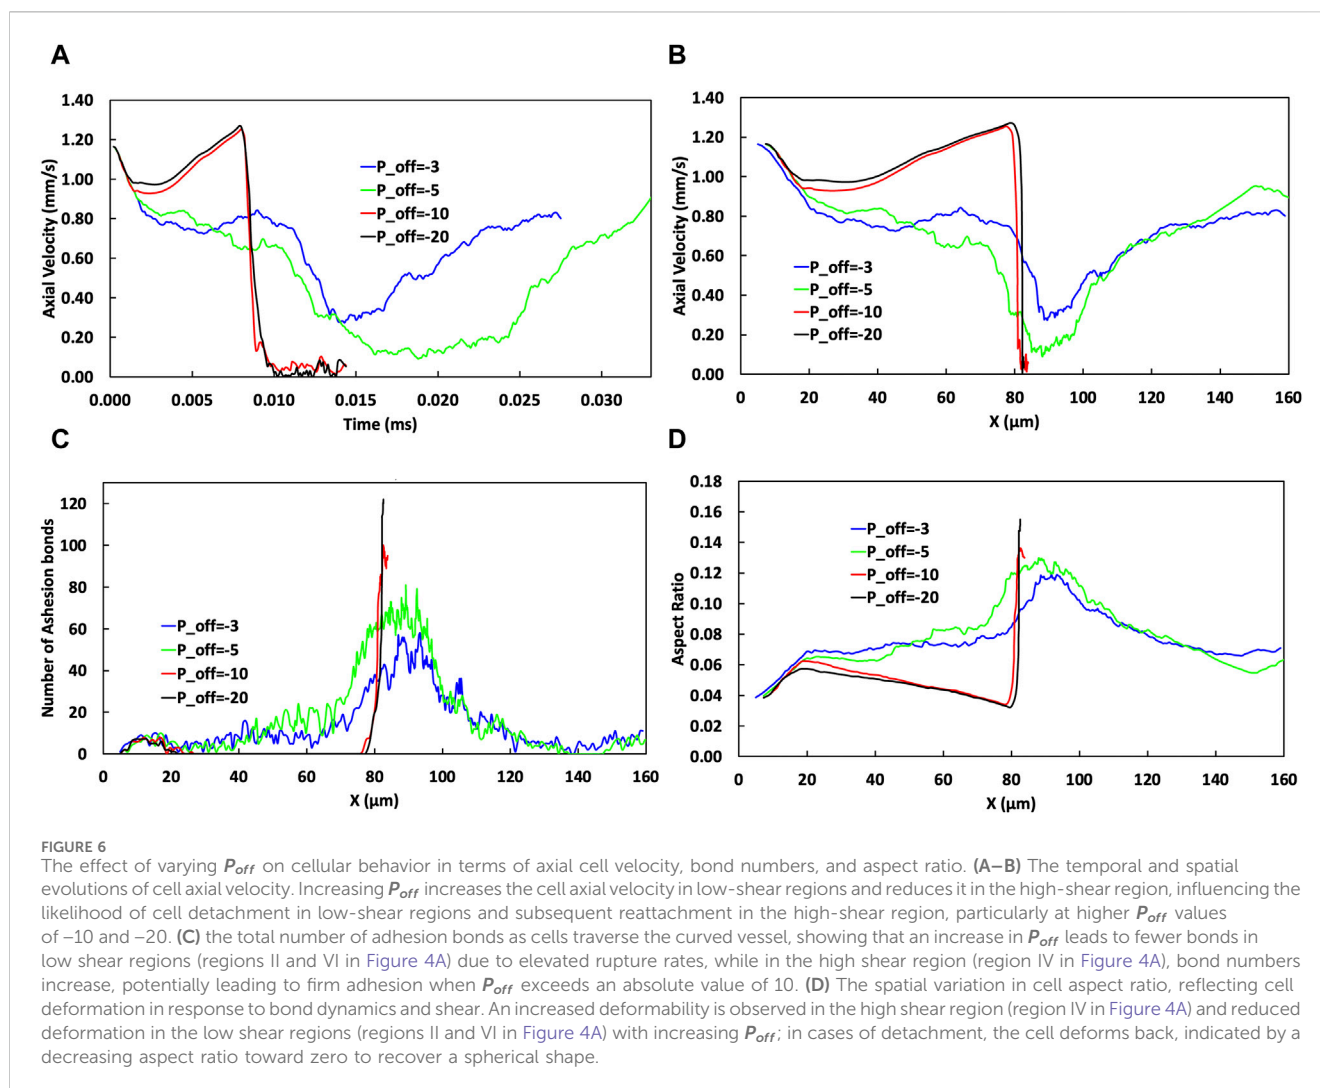 A
1.40
1.20
1.00
0.80
0.60
0.40
0.20
0.00
Axial Velocity (mm/s)
P_off=-3
P_off=-5
P_off=-10
P_off=-20
0.000 0.005 0.010 0.015 0.020 0.025 0.030
Time (ms)
B
1.40
1.20
1.00
0.80
0.60
0.40
0.20
0.00
Axial Velocity (mm/s)
P_off=-3
P_off=-5
P_off=-10
P_off=-20
0 20 40 60 80 100 120 140 160
X (µm)
C
120
100
80
60
40
20
0
Number of Ashesion bonds
P_off=-3
P_off=-5
P_off=-10
P_off=-20
0 20 40 60 80 100 120 140 160
X (µm)
D
0.18
0.16
0.14
0.12
0.10
0.08
0.06
0.04
0.02
0.00
Aspect Ratio
P_off=-3
P_off=-5
P_off=-10
P_off=-20
0 20 40 60 80 100 120 140 160
X (µm)
FIGURE 6
The effect of varying Poff on cellular behavior in terms of axial cell velocity, bond numbers, and aspect ratio. (A–B) The temporal and spatial
evolutions of cell axial velocity. Increasing Poff increases the cell axial velocity in low-shear regions and reduces it in the high-shear region, influencing the
likelihood of cell detachment in low-shear regions and subsequent reattachment in the high-shear region, particularly at higher Poff values
of –10 and –20. (C) the total number of adhesion bonds as cells traverse the curved vessel, showing that an increase in Poff leads to fewer bonds in
low shear regions (regions II and VI in Figure 4A) due to elevated rupture rates, while in the high shear region (region IV in Figure 4A), bond numbers
increase, potentially leading to firm adhesion when Poff exceeds an absolute value of 10. (D) The spatial variation in cell aspect ratio, reflecting cell
deformation in response to bond dynamics and shear. An increased deformability is observed in the high shear region (region IV in Figure 4A) and reduced
deformation in the low shear regions (regions II and VI in Figure 4A) with increasing Poff; in cases of detachment, the cell deforms back, indicated by a
decreasing aspect ratio toward zero to recover a spherical shape.